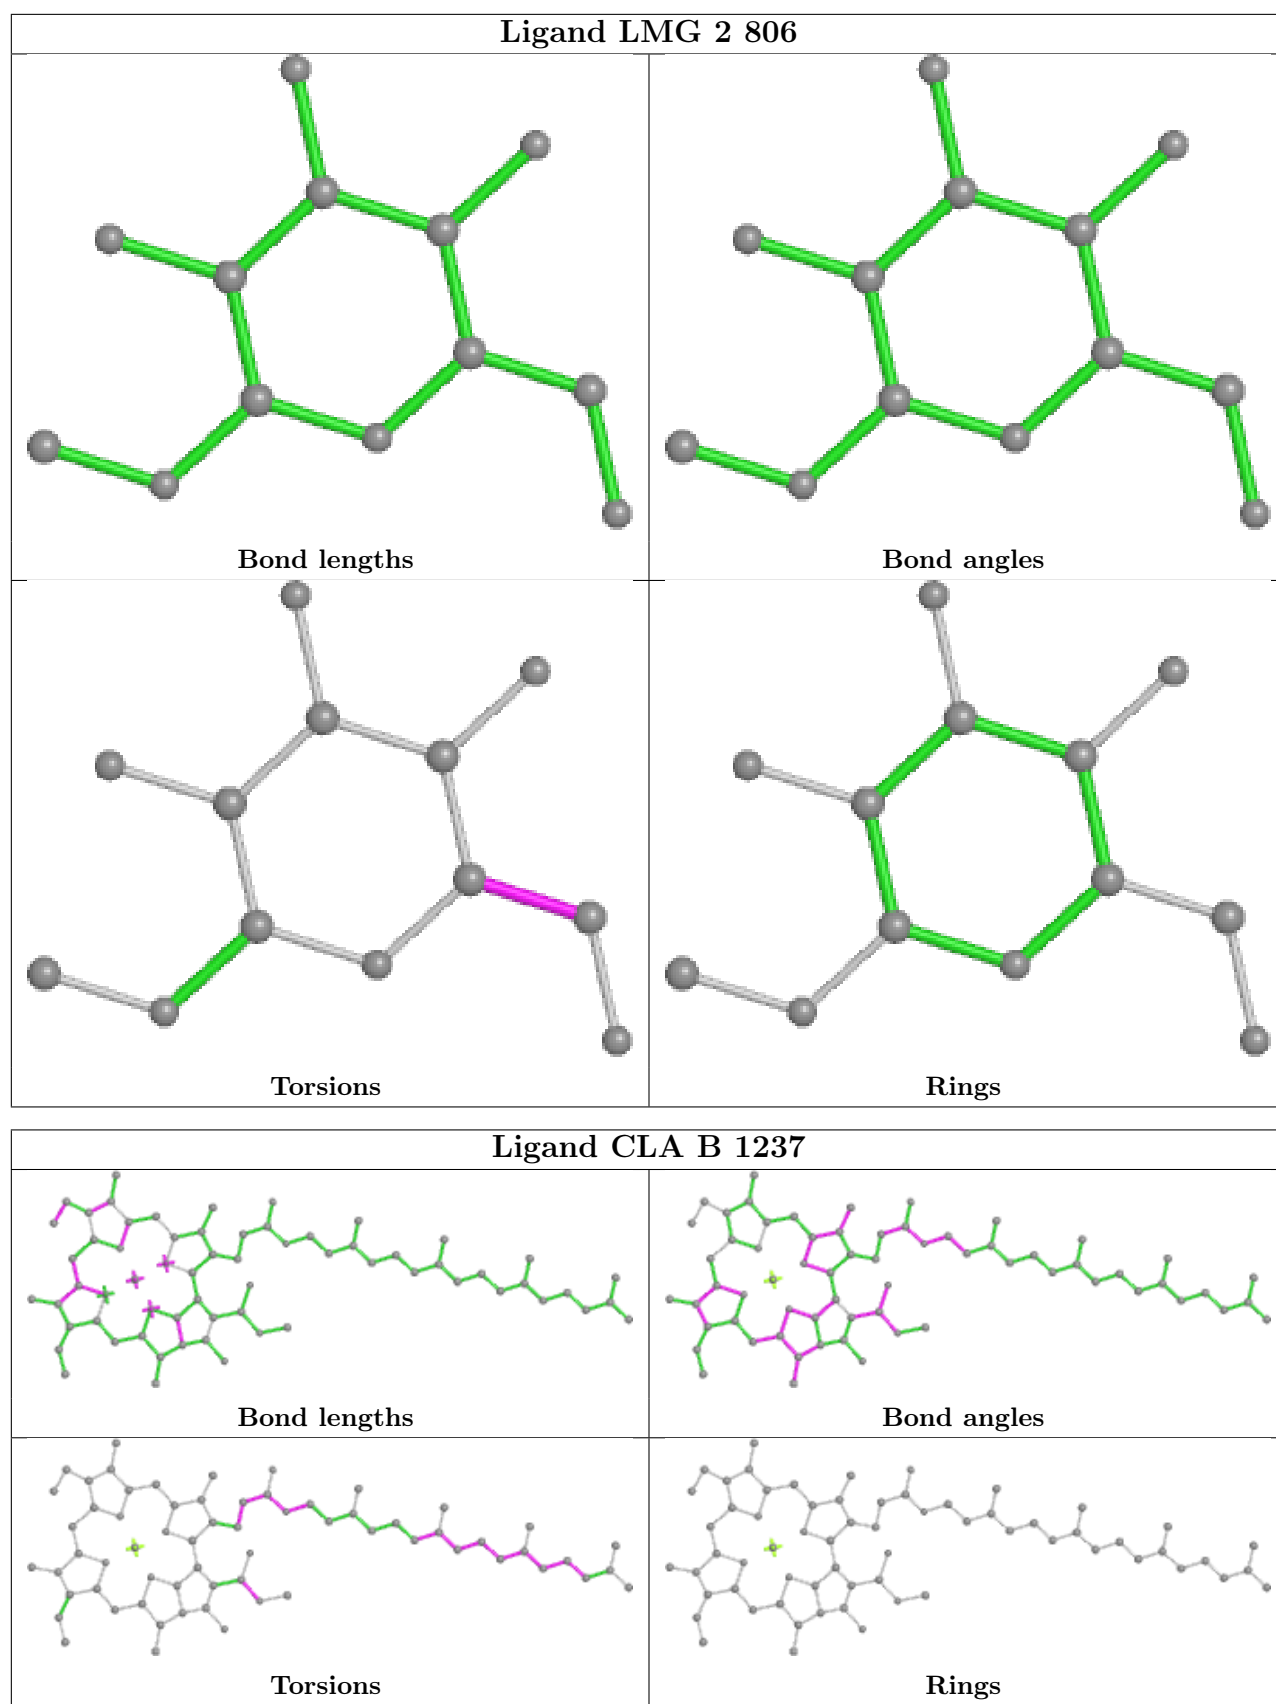 Ligand LMG 2 806
Bond lengths
Bond angles
Torsions
Rings
Ligand CLA B 1237
Bond lengths
Bond angles
Torsions
Rings